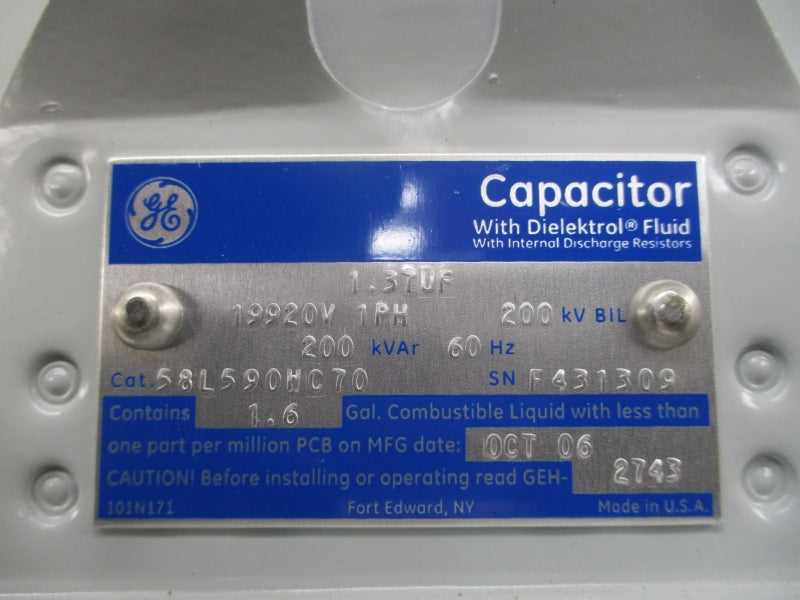 GE
Capacitor
With Dielektrol® Fluid
With Internal Discharge Resistors
1.37UF
19920V 1PH 200 kV BIL
200 kVAr 60 Hz
Cat. 58L590HC70 SN F431309
Contains 1.6 Gal. Combustible Liquid with less than
one part per million PCB on MFG date: OCT 06
CAUTION! Before installing or operating read GEH- 2743
101N171 Fort Edward, NY Made in U.S.A.